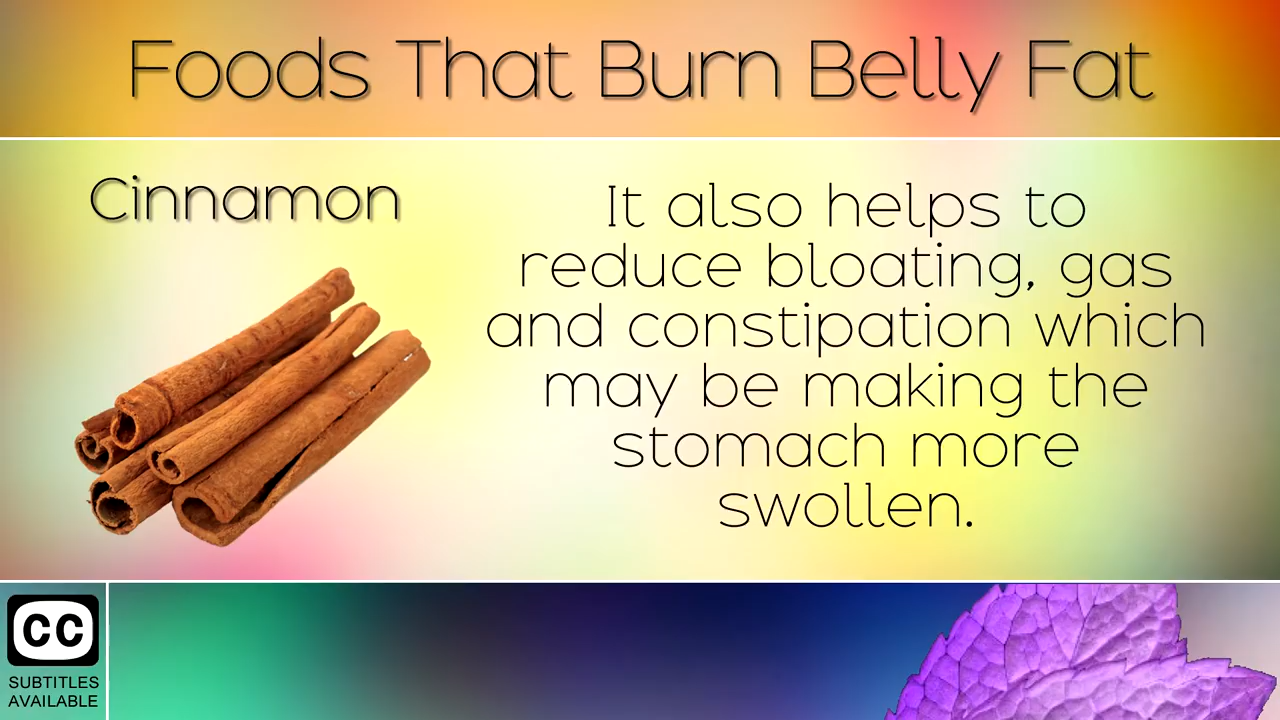 Foods That Burn Belly Fat
Cinnamon
It also helps to
reduce bloating, gas
and constipation which
may be making the
stomach more
swollen.
CC
SUBTITLES
AVAILABLE